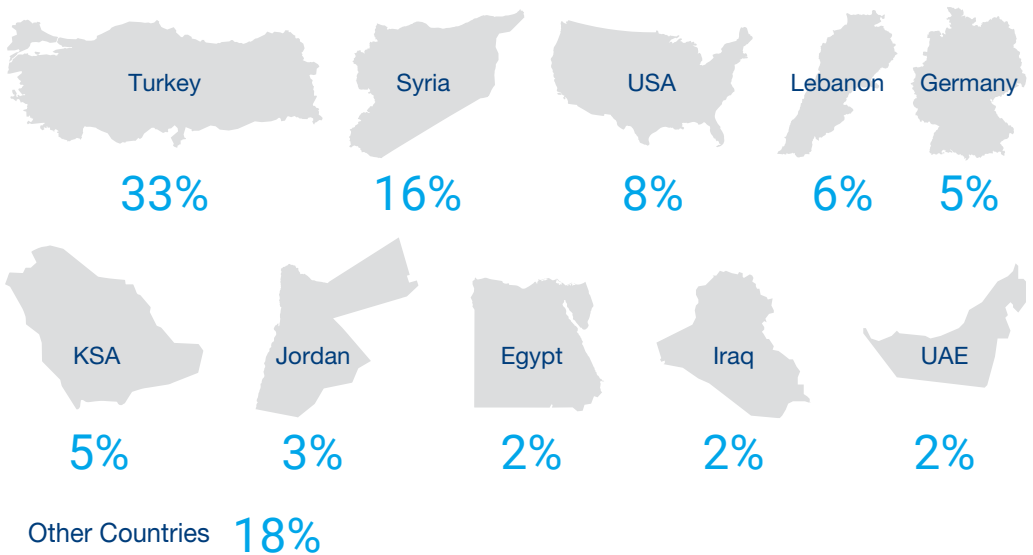 Turkey
Syria
USA
Lebanon
Germany
33%
16%
8%
6%
5%
KSA
Jordan
Egypt
Iraq
UAE
5%
3%
2%
2%
2%
Other Countries 18%